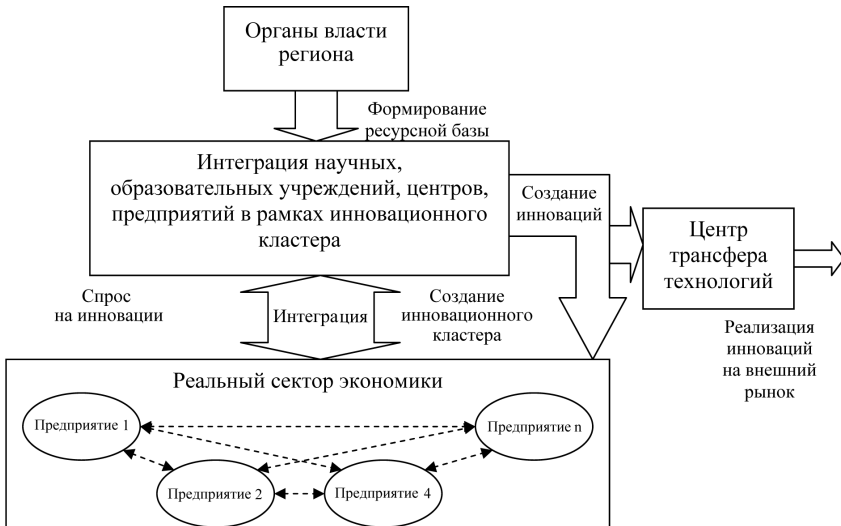 Органы власти
региона
Формирование
ресурсной базы
Интеграция научных,
образовательных учреждений, центров,
предприятий в рамках инновационного
кластера
Создание
инноваций
Центр
трансфера
технологий
Спрос
на инновации
Интеграция
Создание
инновационного
кластера
Реализация
инноваций
на внешний
рынок
Реальный сектор экономики
Предприятие 1
Предприятие n
Предприятие 2
Предприятие 4